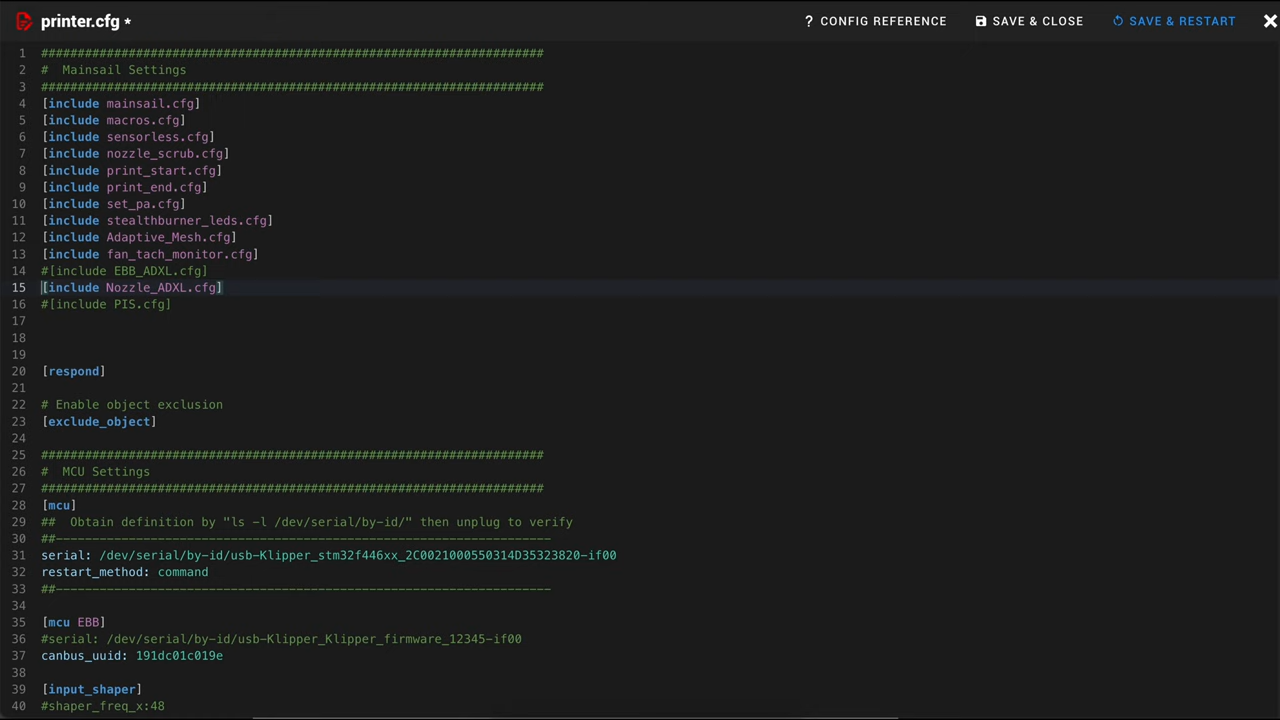 printer.cfg *
? CONFIG REFERENCE
SAVE & CLOSE
SAVE & RESTART
1 #####################################################################
2 #  Mainsail Settings
3 #####################################################################
4 [include mainsail.cfg]
5 [include macros.cfg]
6 [include sensorless.cfg]
7 [include nozzle_scrub.cfg]
8 [include print_start.cfg]
9 [include print_end.cfg]
10 [include set_pa.cfg]
11 [include stealthburner_leds.cfg]
12 [include Adaptive_Mesh.cfg]
13 [include fan_tach_monitor.cfg]
14 #[include EBB_ADXL.cfg]
15 [include Nozzle_ADXL.cfg]
16 #[include PIS.cfg]
17
18
19
20 [respond]
21
22 # Enable object exclusion
23 [exclude_object]
24
25 #####################################################################
26 #  MCU Settings
27 #####################################################################
28 [mcu]
29 ##  Obtain definition by "ls -l /dev/serial/by-id/" then unplug to verify
30 ##--------------------------------------------------------------------
31 serial: /dev/serial/by-id/usb-Klipper_stm32f446xx_2C0021000550314D35323820-if00
32 restart_method: command
33 ##--------------------------------------------------------------------
34
35 [mcu EBB]
36 #serial: /dev/serial/by-id/usb-Klipper_Klipper_firmware_12345-if00
37 canbus_uuid: 191dc01c019e
38
39 [input_shaper]
40 #shaper_freq_x:48